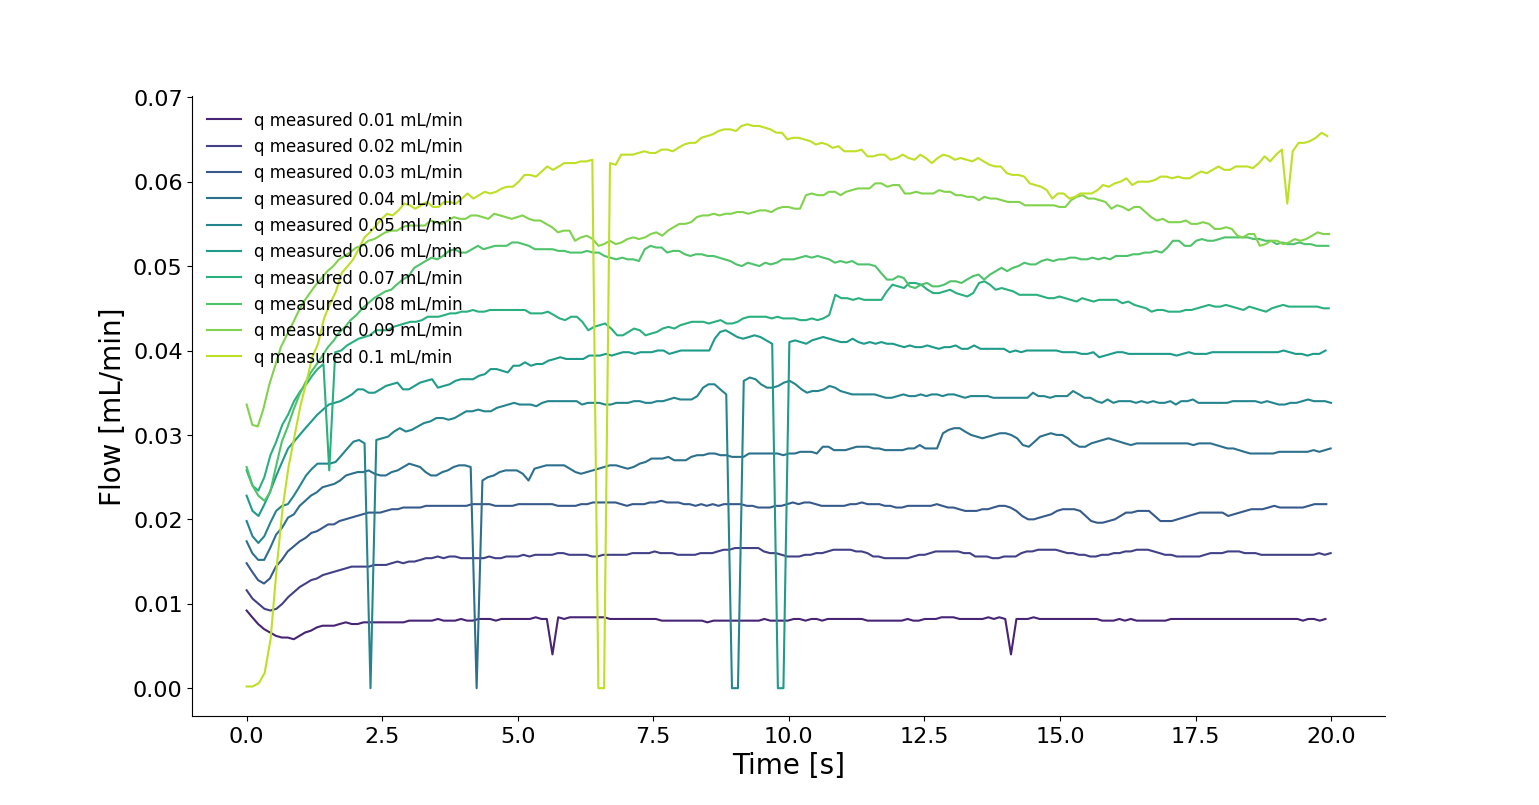 0.07
0.06
0.05
0.04
0.03
0.02
0.01
0.00
Flow [mL/min]
q measured 0.01 mL/min
q measured 0.02 mL/min
q measured 0.03 mL/min
q measured 0.04 mL/min
q measured 0.05 mL/min
q measured 0.06 mL/min
q measured 0.07 mL/min
q measured 0.08 mL/min
q measured 0.09 mL/min
q measured 0.1 mL/min
0.0 2.5 5.0 7.5 10.0 12.5 15.0 17.5 20.0
Time [s]